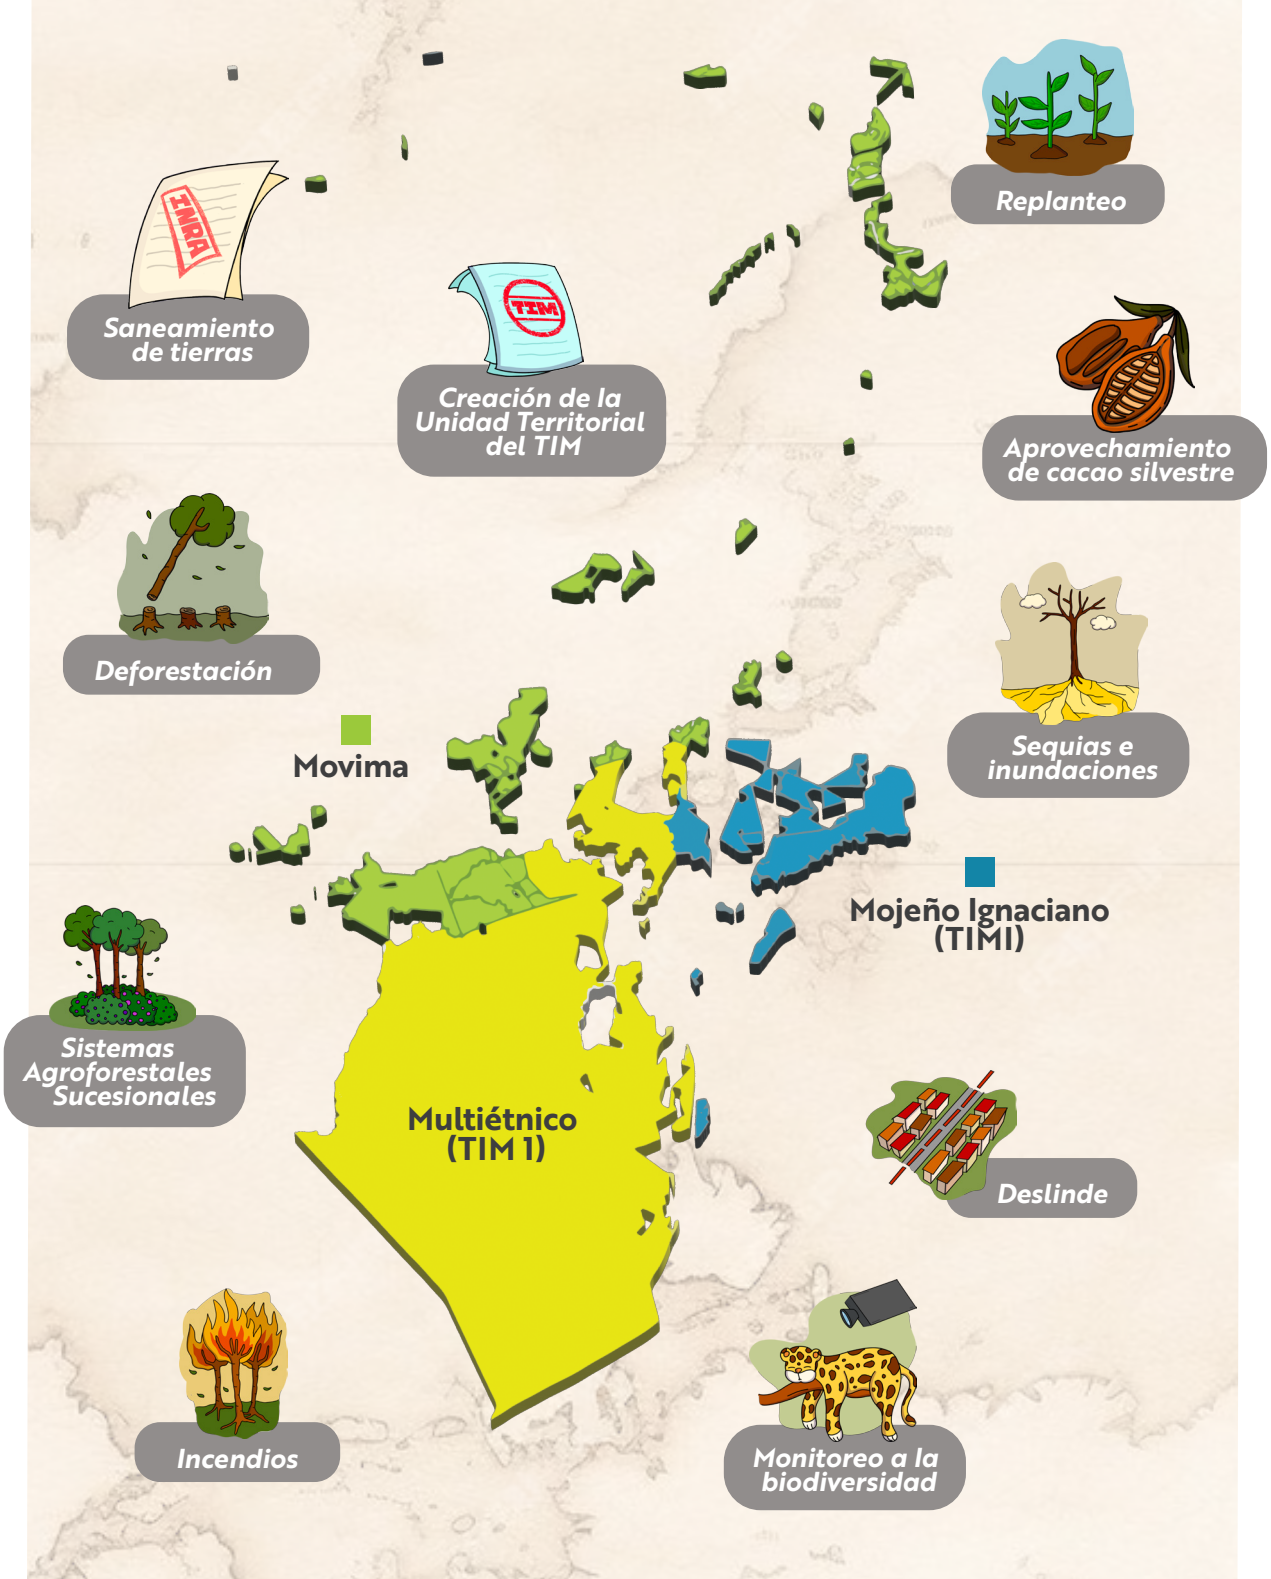 Replanteo
INRA
Saneamiento
de tierras
TIM
Creación de la
Unidad Territorial
del TIM
Aprovechamiento
de cacao silvestre
Deforestación
Sequias e
inundaciones
Movima
Mojeño Ignaciano
(TIMI)
Sistemas
Agroforestales
Sucesionales
Multiétnico
(TIM 1)
Deslinde
Incendios
Monitoreo a la
biodiversidad